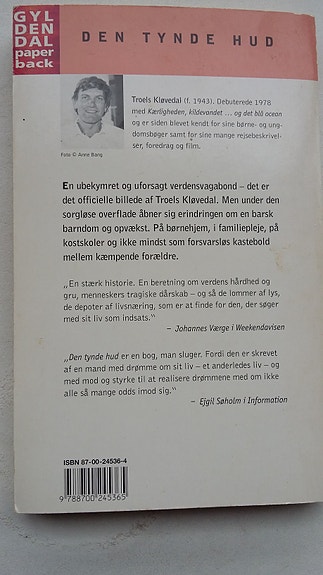 GYL
DEN
DAL
paper
back
DEN TYNDE HUD
Troels Kløvedal (f. 1943). Debuterede 1978
med Kærligheden, kildevandet ... og det blå ocean
og er siden blevet kendt for sine børne- og ung-
domsbøger samt for sine mange rejsebeskrivel-
ser, foredrag og film.
Foto © Anne Bang
En ubekymret og uforsagt verdensvagabond – det er
det officielle billede af Troels Kløvedal. Men under den
sorgløse overflade åbner sig erindringen om en barsk
barndom og opvækst. På børnehjem, i familiepleje, på
kostskoler og ikke mindst som forsvarsløs kastebold
mellem kæmpende forældre.
„En stærk historie. En beretning om verdens hårdhed og
gru, menneskers tragiske dårskab – og så de lommer af lys,
de depoter af livsnæring, som er at finde for den, der søger
med sit liv som indsats."
– Johannes Værge i Weekendavisen
„Den tynde hud er en bog, man sluger. Fordi den er skrevet
af en mand med drømme om sit liv – et anderledes liv – og
med mod og styrke til at realisere drømmene med om ikke
alle så mange odds imod sig."
– Ejgil Søholm i Information
ISBN 87-00-24536-4
9 788700 245365